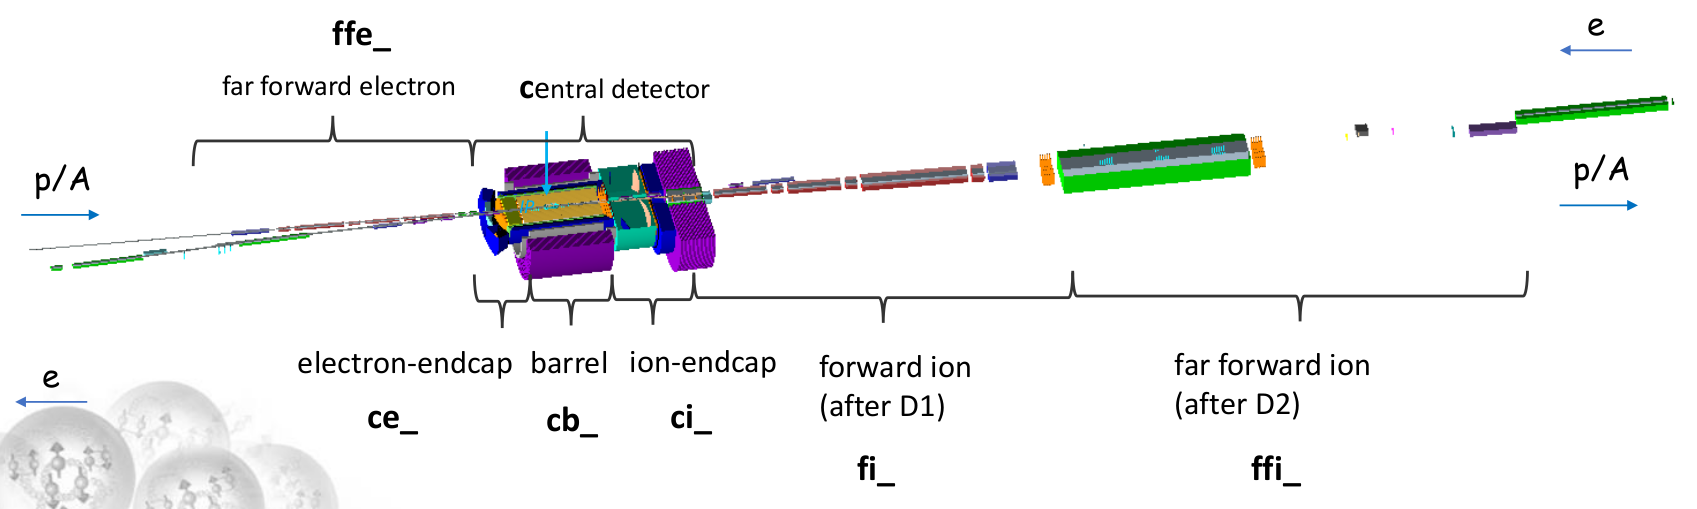 ffe_
far forward electron
central detector
e
p/A
p/A
electron-endcap
barrel
ion-endcap
forward ion
(after D1)
far forward ion
(after D2)
e
ce_
cb_
ci_
fi_
ffi_